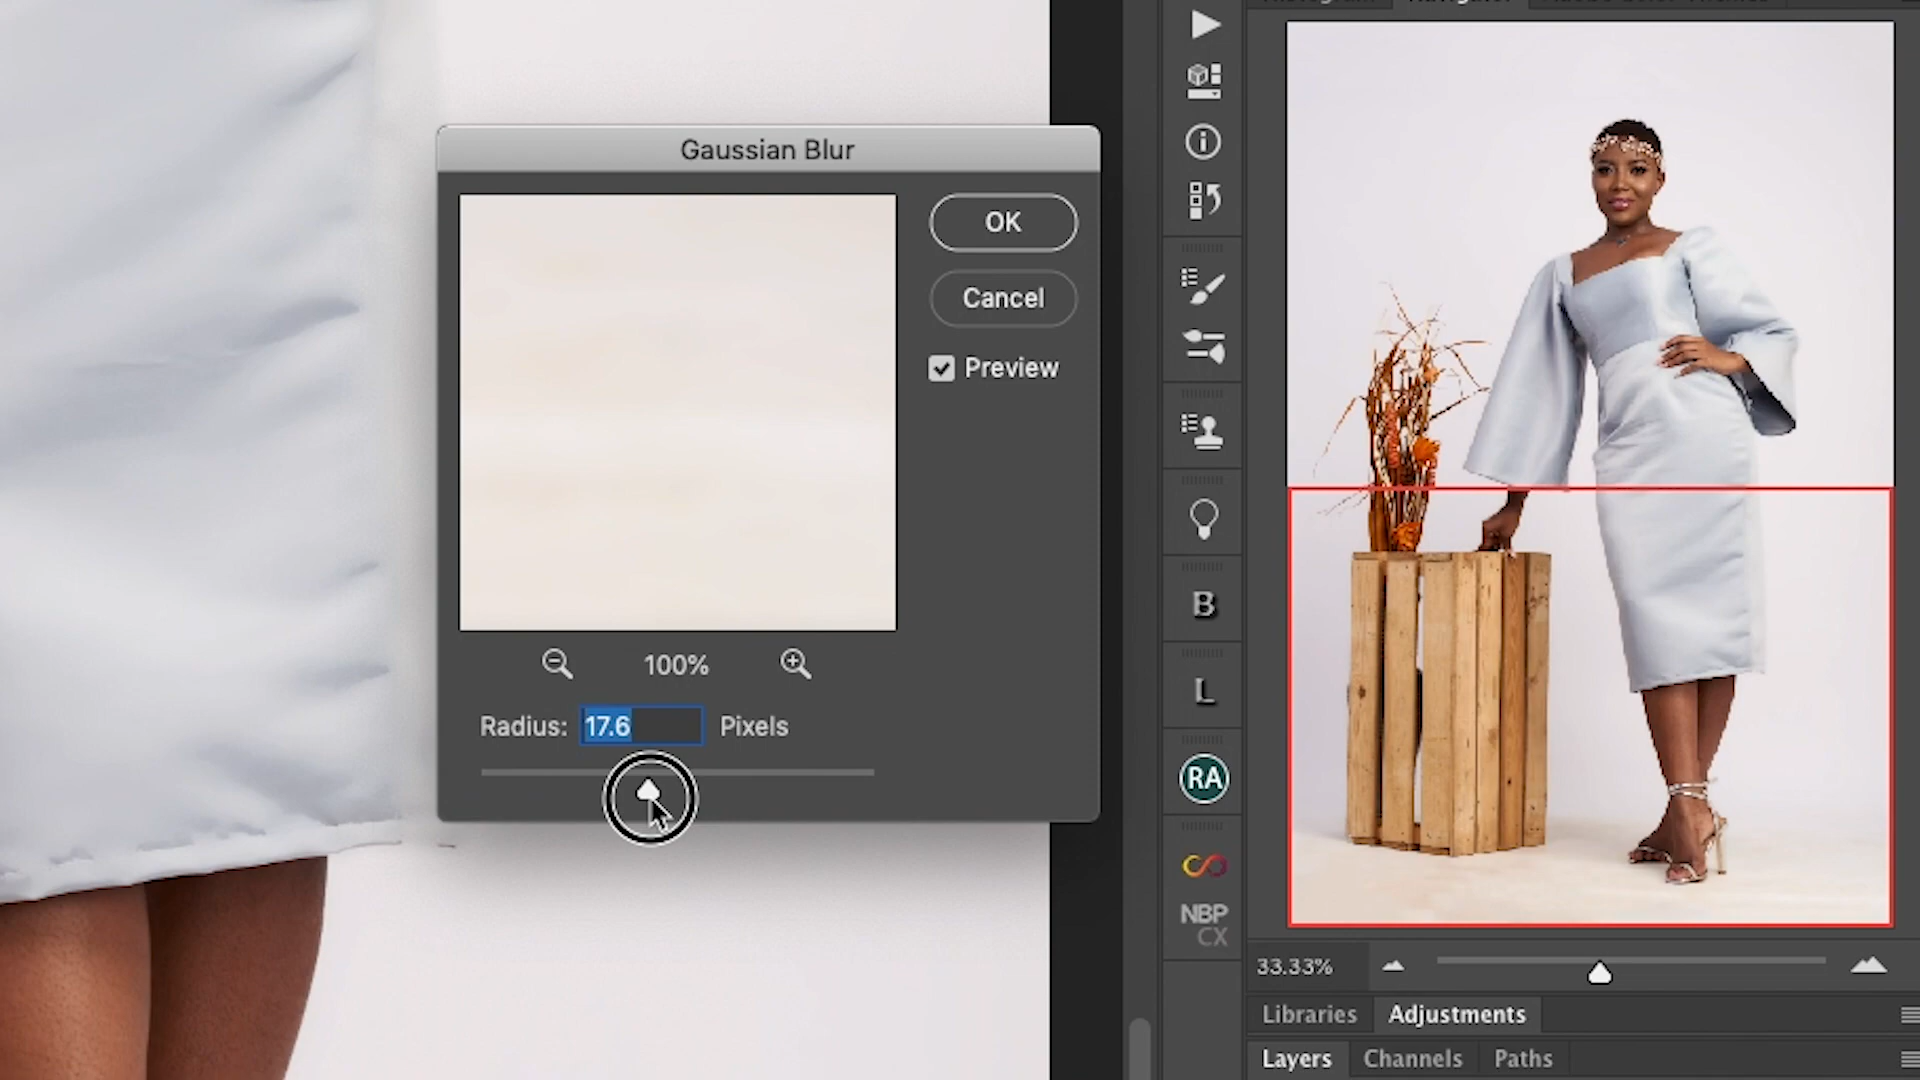 Navigator
Gaussian Blur
OK
Cancel
Preview
100%
Radius: 17.6 Pixels
B
L
RA
NBP
CX
33.33%
Libraries Adjustments
Layers Channels Paths